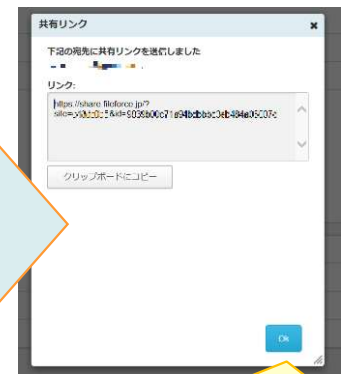 共有リンク ×
下記の宛先に共有リンクを送信しました
リンク:
https://share.fileforce.jp/?
クリップボードにコピー
Ok